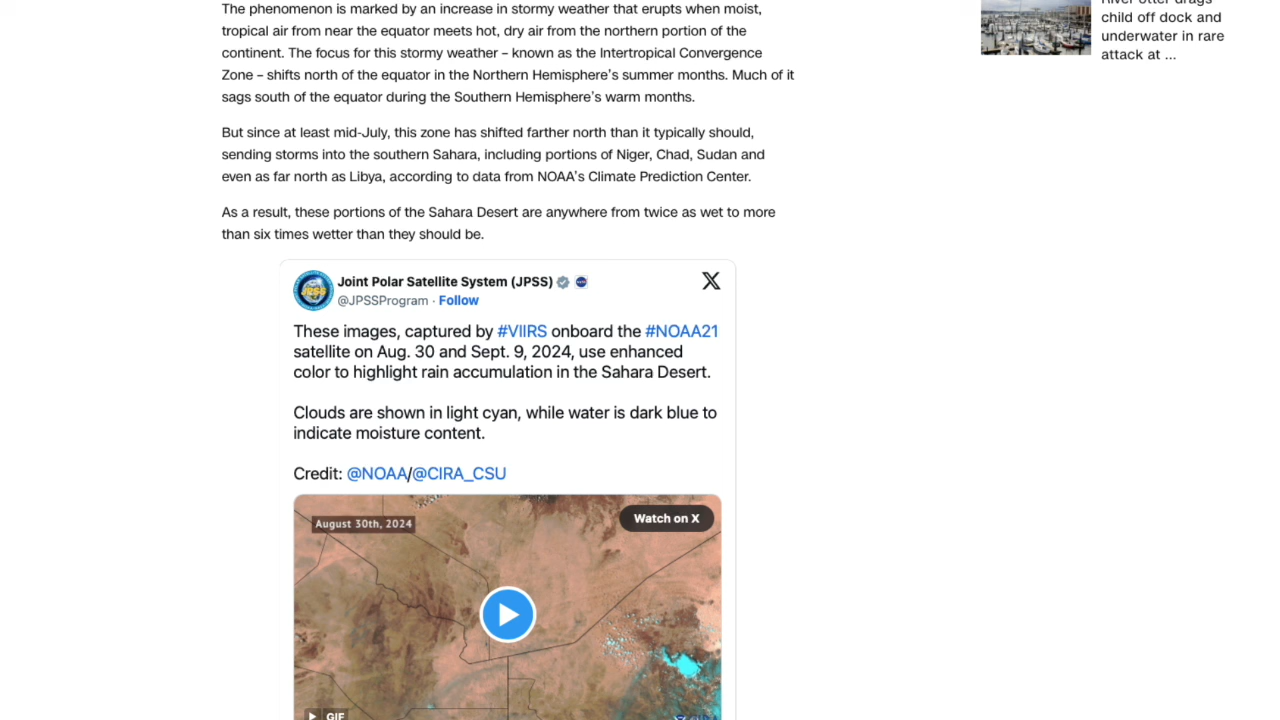 The phenomenon is marked by an increase in stormy weather that erupts when moist,
tropical air from near the equator meets hot, dry air from the northern portion of the
continent. The focus for this stormy weather – known as the Intertropical Convergence
Zone – shifts north of the equator in the Northern Hemisphere's summer months. Much of it
sags south of the equator during the Southern Hemisphere's warm months.
But since at least mid-July, this zone has shifted farther north than it typically should,
sending storms into the southern Sahara, including portions of Niger, Chad, Sudan and
even as far north as Libya, according to data from NOAA's Climate Prediction Center.
As a result, these portions of the Sahara Desert are anywhere from twice as wet to more
than six times wetter than they should be.
Joint Polar Satellite System (JPSS)
@JPSSProgram · Follow
These images, captured by #VIIRS onboard the #NOAA21
satellite on Aug. 30 and Sept. 9, 2024, use enhanced
color to highlight rain accumulation in the Sahara Desert.
Clouds are shown in light cyan, while water is dark blue to
indicate moisture content.
Credit: @NOAA/@CIRA_CSU
August 30th, 2024
Watch on X
GIF
River otter drags
child off dock and
underwater in rare
attack at ...